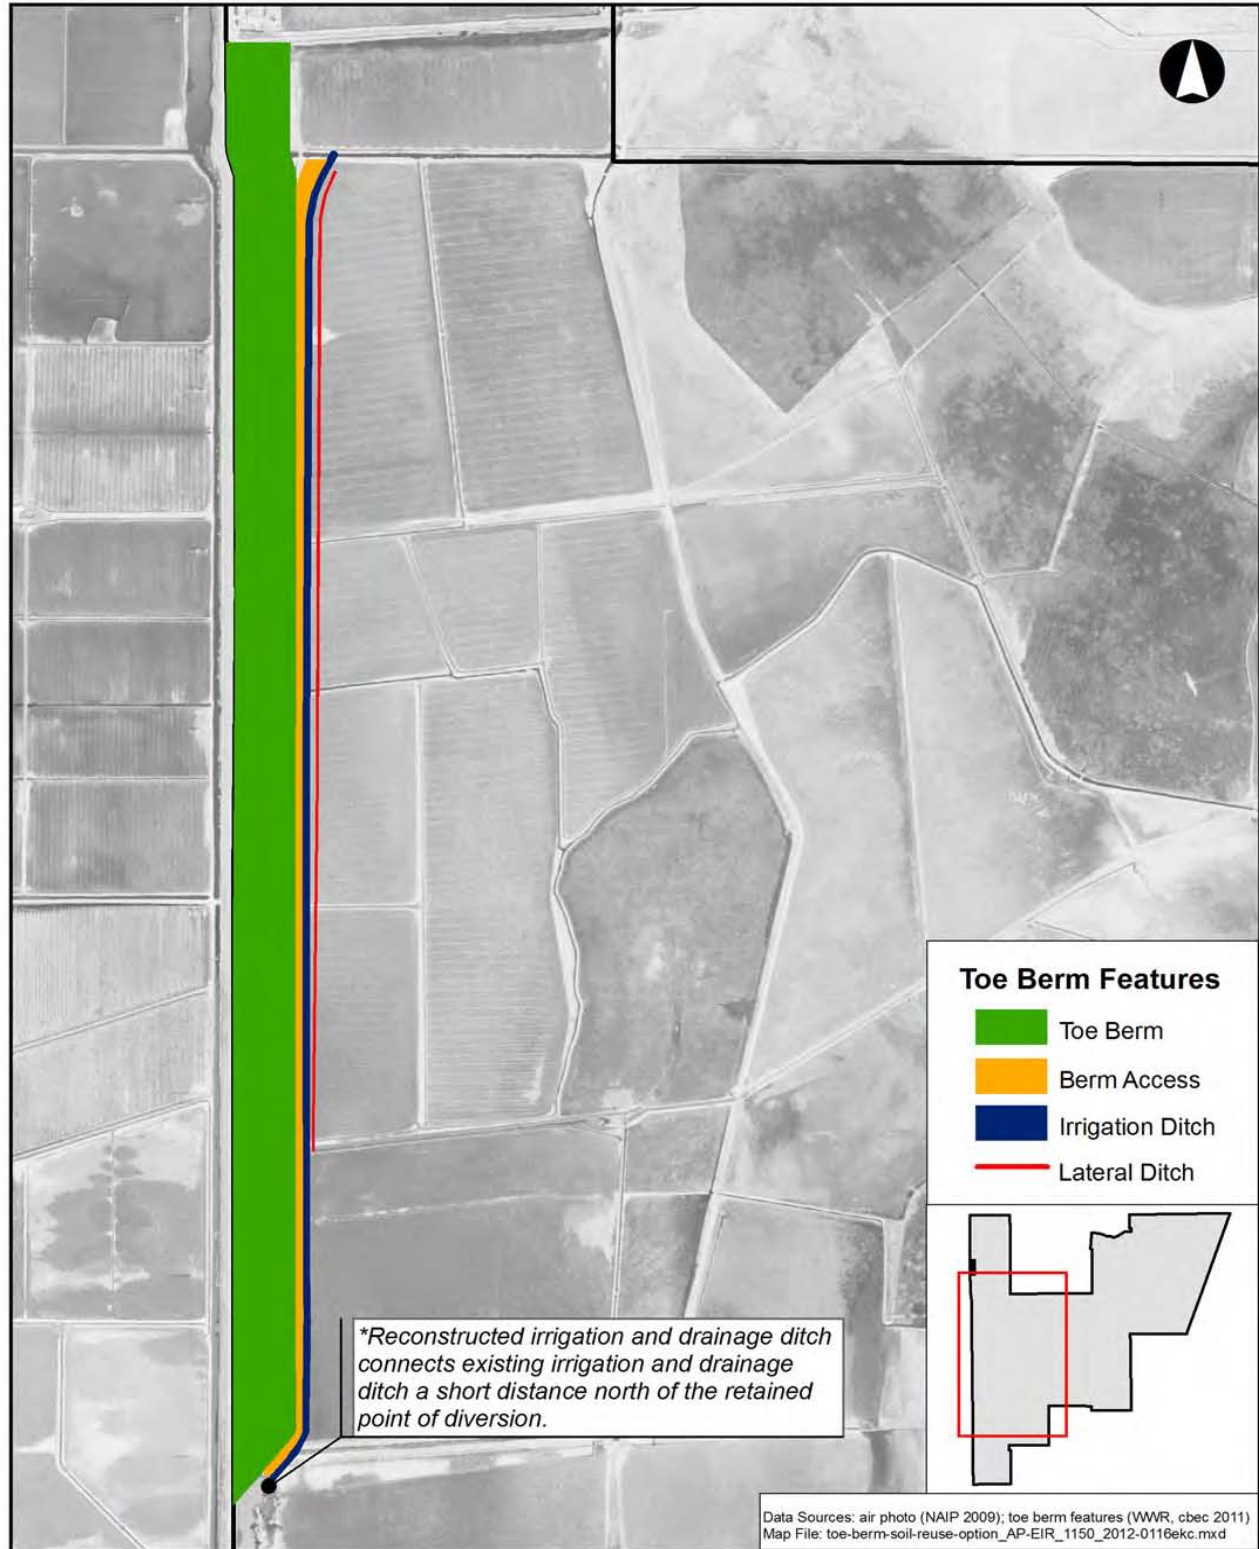 Toe Berm Features
Toe Berm
Berm Access
Irrigation Ditch
Lateral Ditch
*Reconstructed irrigation and drainage ditch
connects existing irrigation and drainage
ditch a short distance north of the retained
point of diversion.
Data Sources: air photo (NAIP 2009); toe berm features (WWR, cbec 2011)
Map File: toe-berm-soil-reuse-option_AP-EIR_1150_2012-0116ekc.mxd